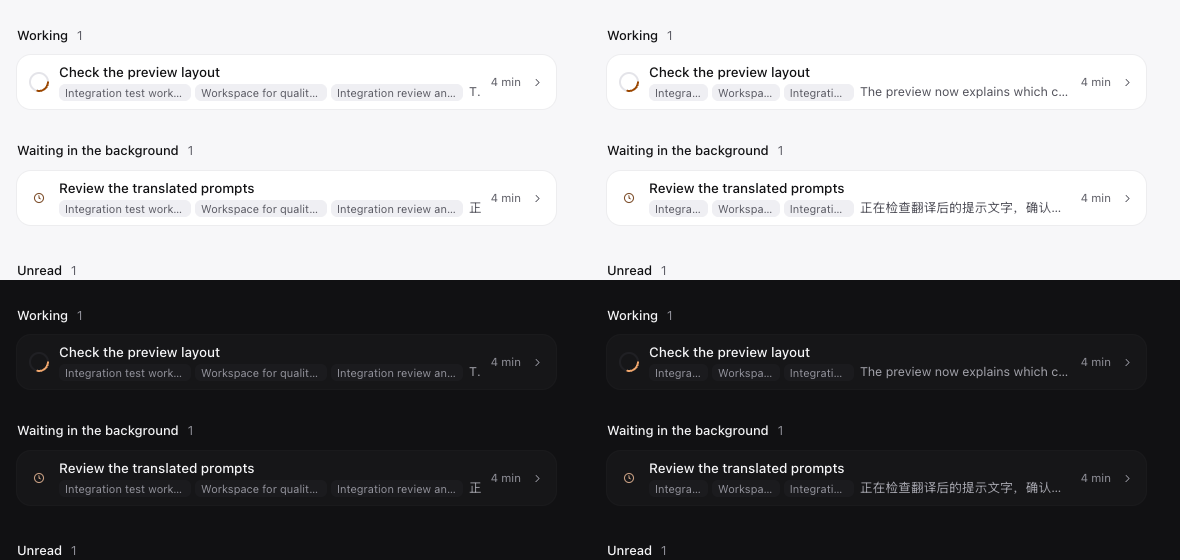 Working 1
Check the preview layout
Integration test work... Workspace for qualit... Integration review an... T. 4 min
Waiting in the background 1
Review the translated prompts
Integration test work... Workspace for qualit... Integration review an... 正 4 min
Unread 1
Working 1
Check the preview layout
Integra... Workspa... Integrati... The preview now explains which c... 4 min
Waiting in the background 1
Review the translated prompts
Integra... Workspa... Integrati... 正在检查翻译后的提示文字，确认... 4 min
Unread 1
Working 1
Check the preview layout
Integration test work... Workspace for qualit... Integration review an... T. 4 min
Waiting in the background 1
Review the translated prompts
Integration test work... Workspace for qualit... Integration review an... 正 4 min
Unread 1
Working 1
Check the preview layout
Integra... Workspa... Integrati... The preview now explains which c... 4 min
Waiting in the background 1
Review the translated prompts
Integra... Workspa... Integrati... 正在检查翻译后的提示文字，确认... 4 min
Unread 1